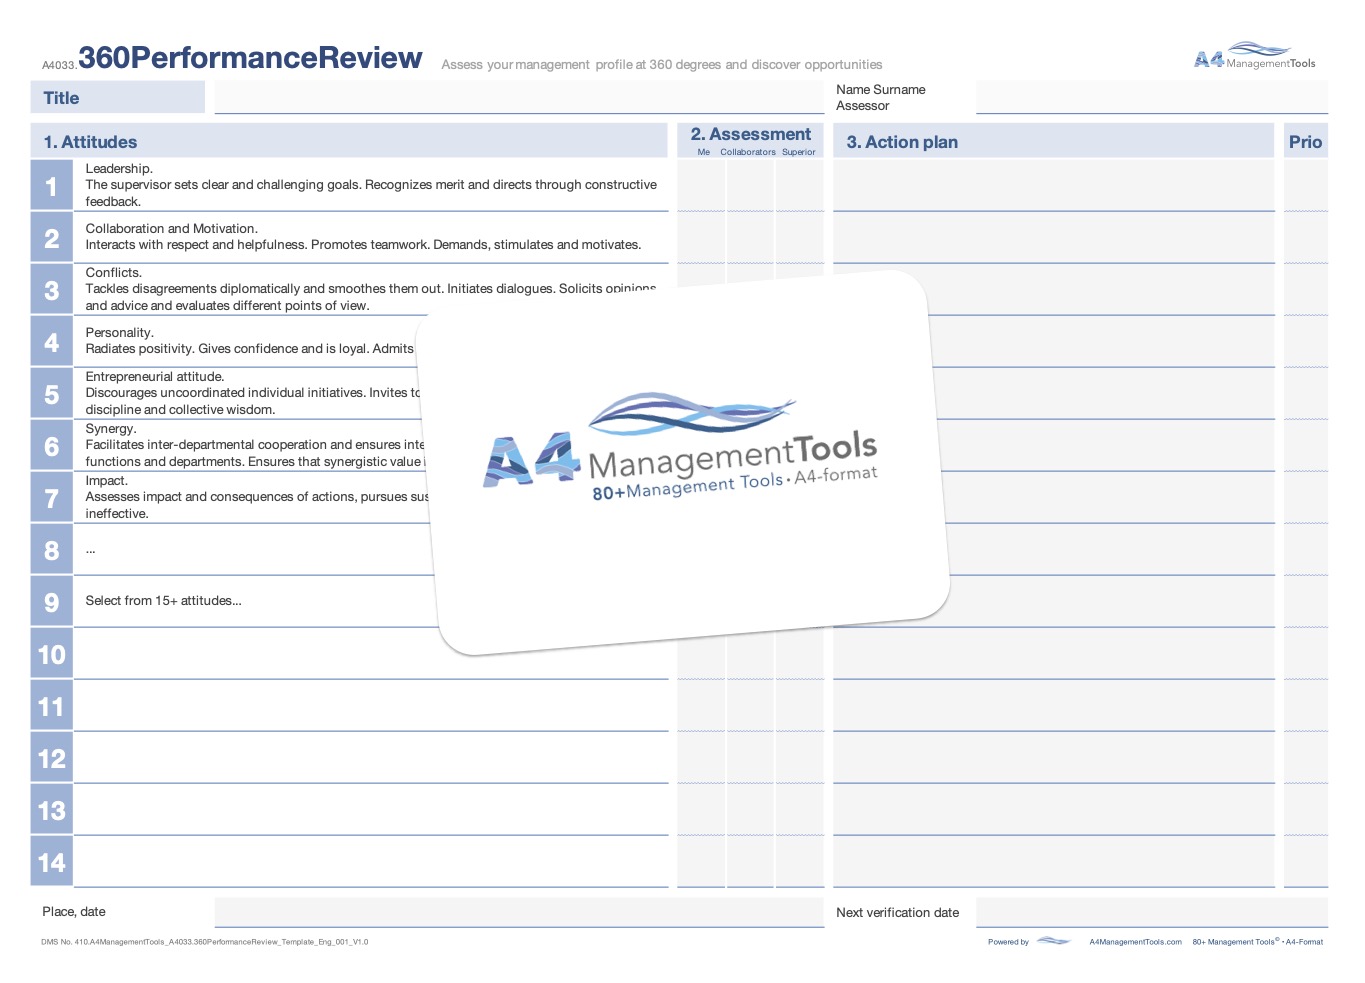 A4033.360PerformanceReview Assess your management profile at 360 degrees and discover opportunities
A4 ManagementTools
Title
Name Surname
Assessor
1. Attitudes
2. Assessment
Me Collaborators Superior
3. Action plan
Prio
1
Leadership.
The supervisor sets clear and challenging goals. Recognizes merit and directs through constructive
feedback.
2
Collaboration and Motivation.
Interacts with respect and helpfulness. Promotes teamwork. Demands, stimulates and motivates.
3
Conflicts.
Tackles disagreements diplomatically and smoothes them out. Initiates dialogues. Solicits opinions
and advice and evaluates different points of view.
4
Personality.
Radiates positivity. Gives confidence and is loyal. Admits
5
Entrepreneurial attitude.
Discourages uncoordinated individual initiatives. Invites to
discipline and collective wisdom.
6
Synergy.
Facilitates inter-departmental cooperation and ensures
functions and departments. Ensures that synergistic value
7
Impact.
Assesses impact and consequences of actions, pursues
ineffective.
8
...
9
Select from 15+ attitudes...
10
11
12
13
14
A4 ManagementTools
80+Management Tools · A4-format
Place, date
Next verification date
DMS No. 410.A4ManagementTools_A4033.360PerformanceReview_Template_Eng_001_V1.0
Powered by A4ManagementTools.com 80+ Management Tools© · A4-Format